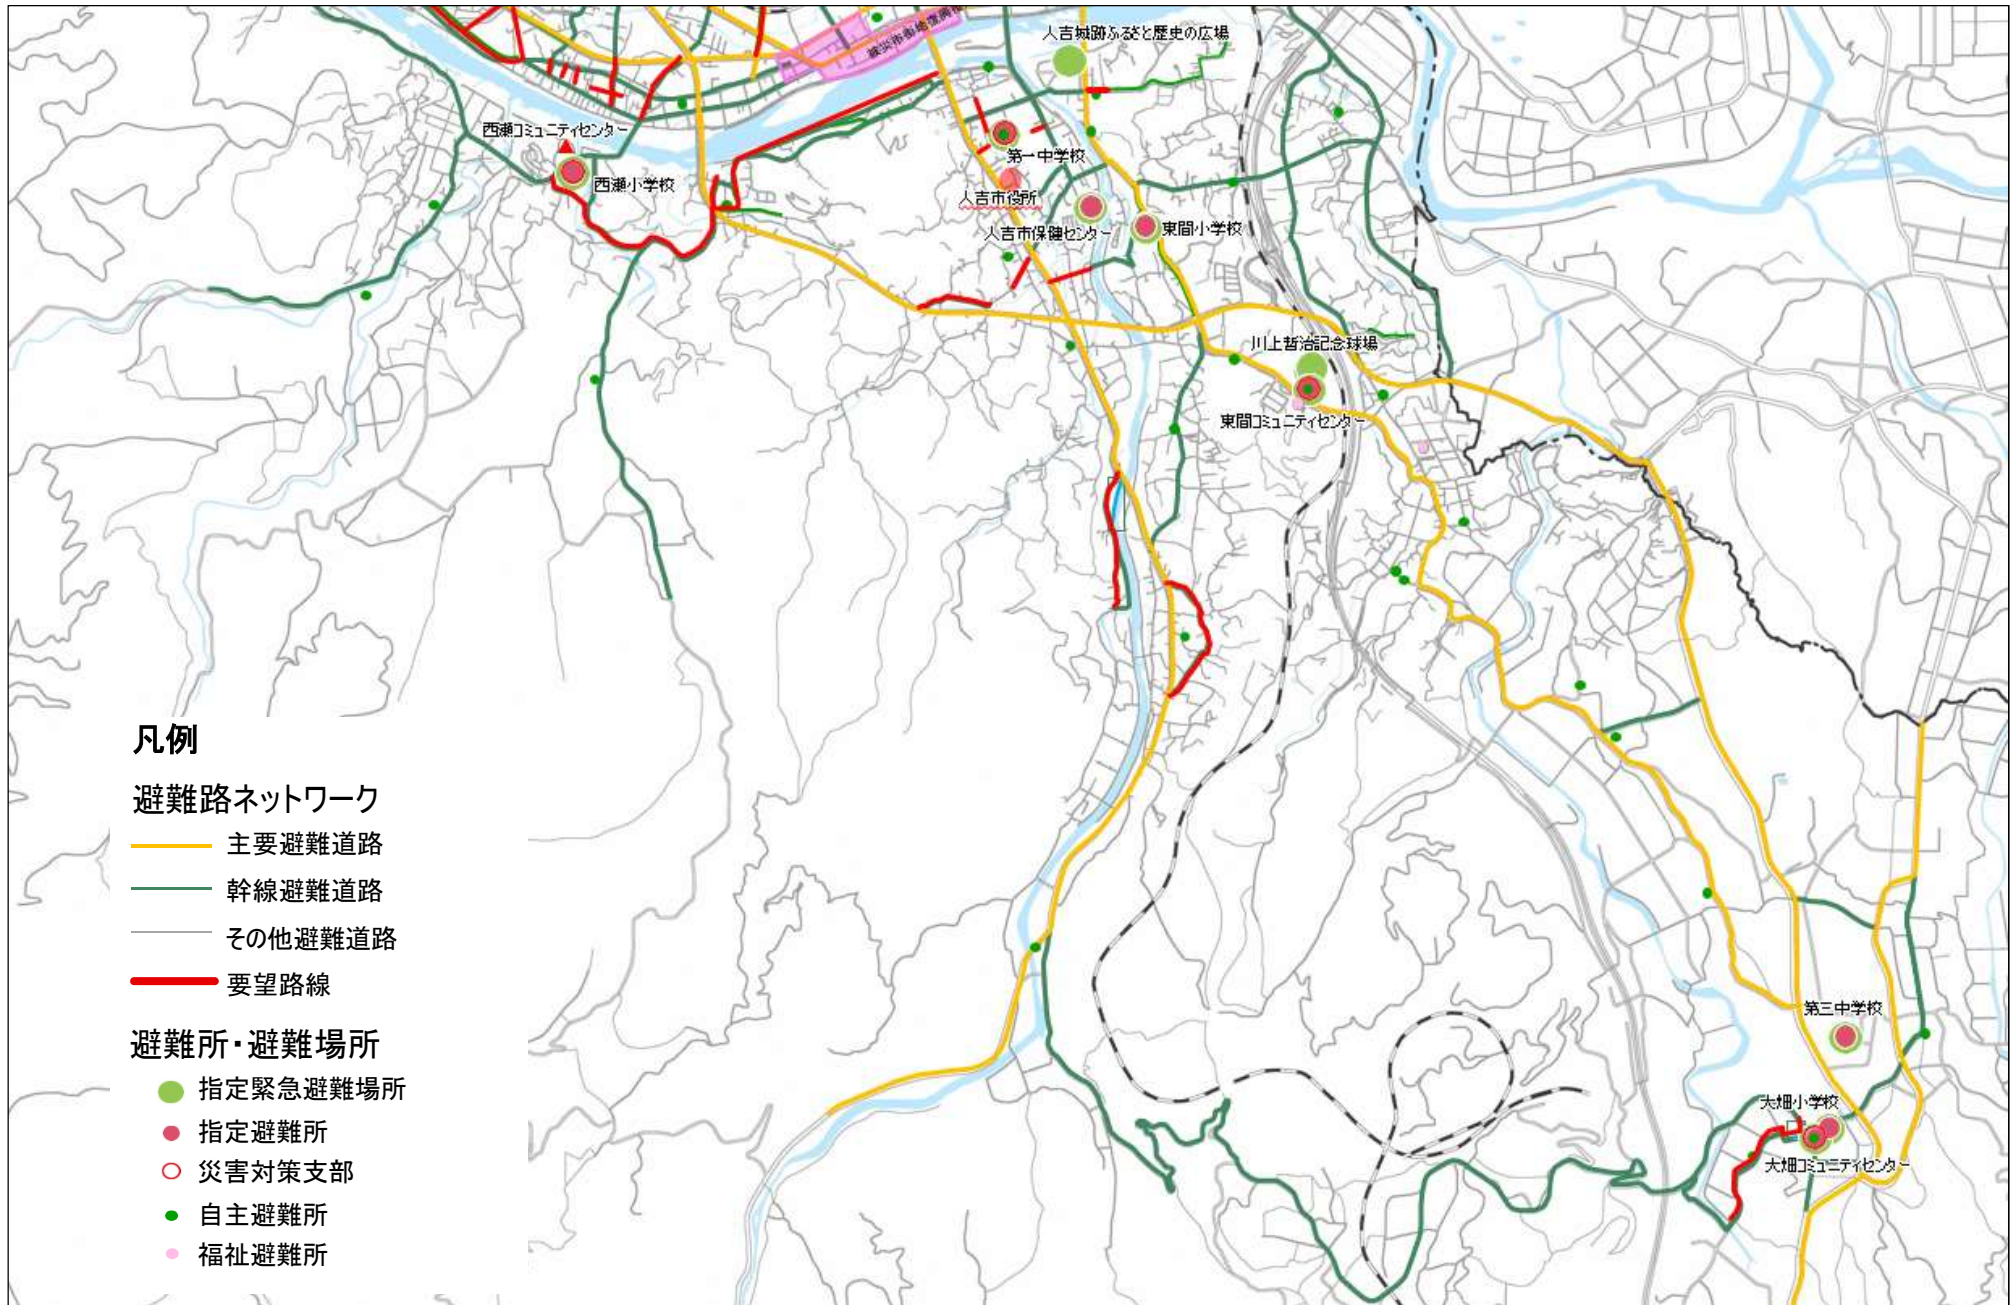 人吉城跡ふるさと歴史の広場
被災市街地復興
西瀬コミュニティセンター
西瀬小学校
第一中学校
人吉市役所
人吉市保健センター
東間小学校
川上哲治記念球場
東間コミュニティセンター
凡例
避難路ネットワーク
主要避難道路
幹線避難道路
その他避難道路
要望路線
避難所・避難場所
指定緊急避難場所
指定避難所
災害対策支部
自主避難所
福祉避難所
第三中学校
大畑小学校
大畑コミュニティセンター